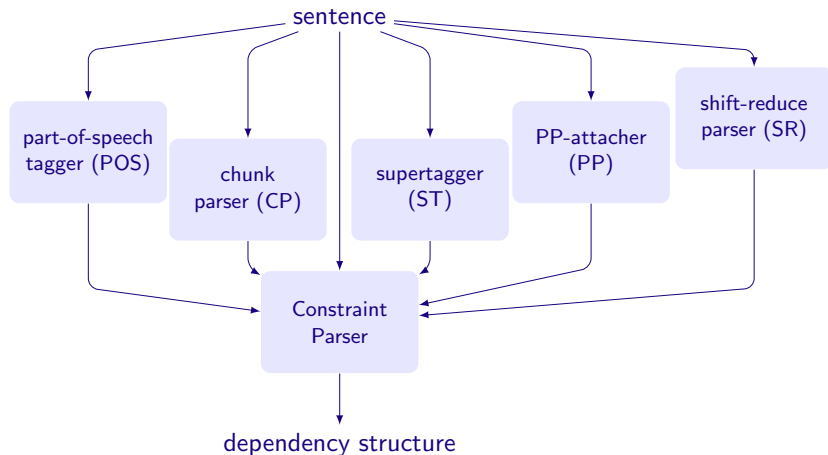 sentence
part-of-speech
tagger (POS)
chunk
parser (CP)
supertagger
(ST)
PP-attacher
(PP)
shift-reduce
parser (SR)
Constraint
Parser
dependency structure